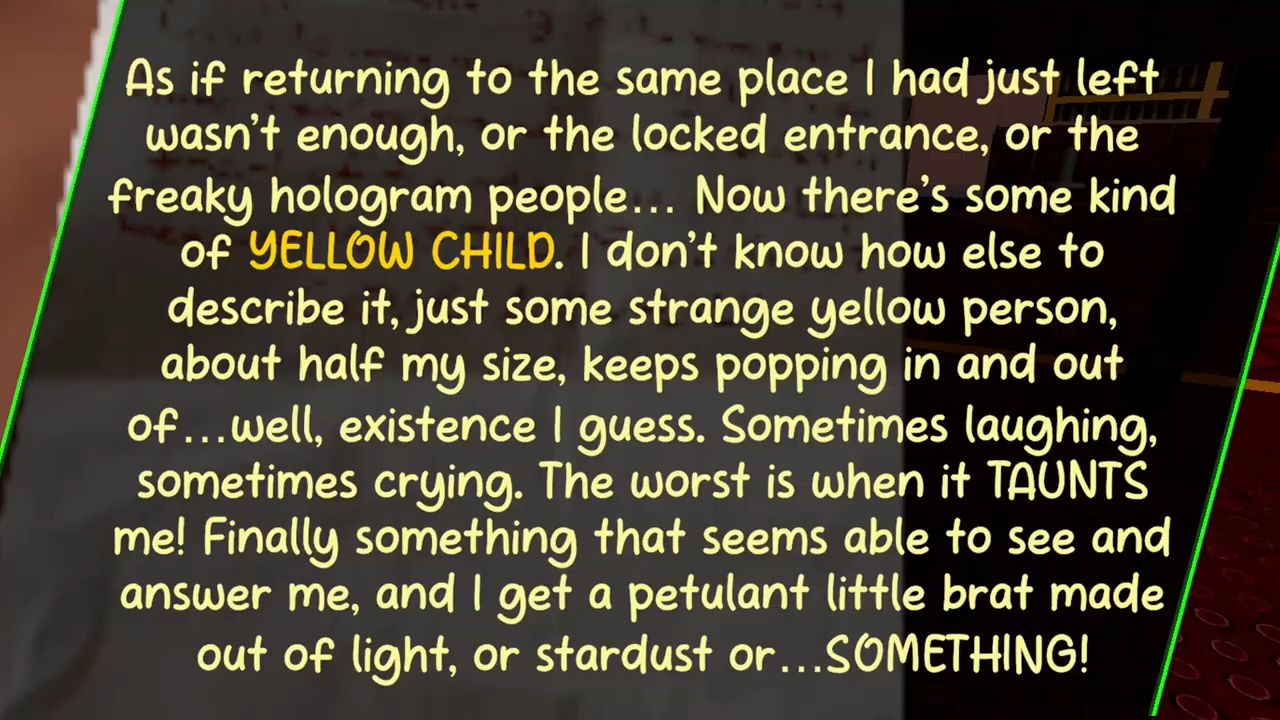 As if returning to the same place I had just left
wasn't enough, or the locked entrance, or the
freaky hologram people... Now there's some kind
of YELLOW CHILD. I don't know how else to
describe it, just some strange yellow person,
about half my size, keeps popping in and out
of...well, existence I guess. Sometimes laughing,
sometimes crying. The worst is when it TAUNTS
me! Finally something that seems able to see and
answer me, and I get a petulant little brat made
out of light, or stardust or...SOMETHING!